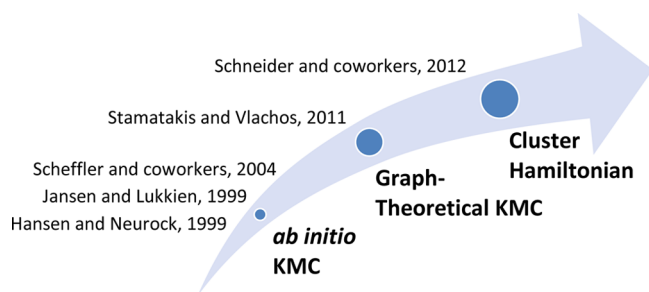 Schneider and coworkers, 2012
Cluster
Hamiltonian
Stamatakis and Vlachos, 2011
Graph-
Theoretical KMC
Scheffler and coworkers, 2004
Jansen and Lukkien, 1999
Hansen and Neurock, 1999
ab initio
KMC